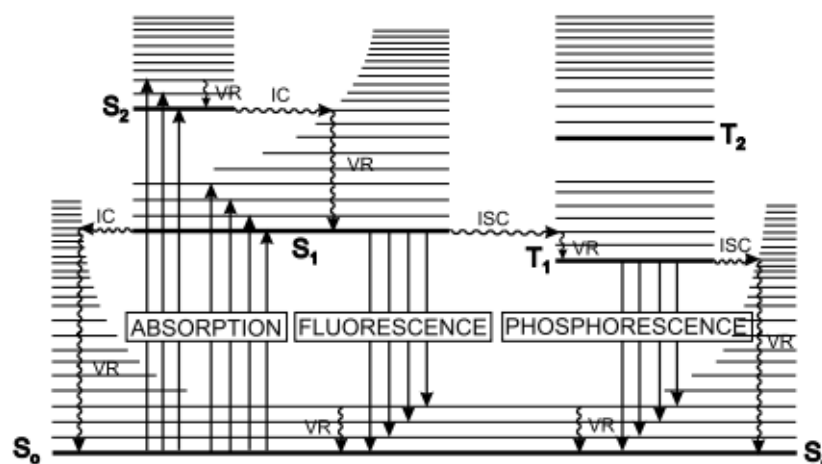 VR
IC
S₂
T₂
VR
IC
ISC
S₁
T₁
VR
ISC
ABSORPTION
FLUORESCENCE
PHOSPHORESCENCE
VR
VR
VR
VR
S₀